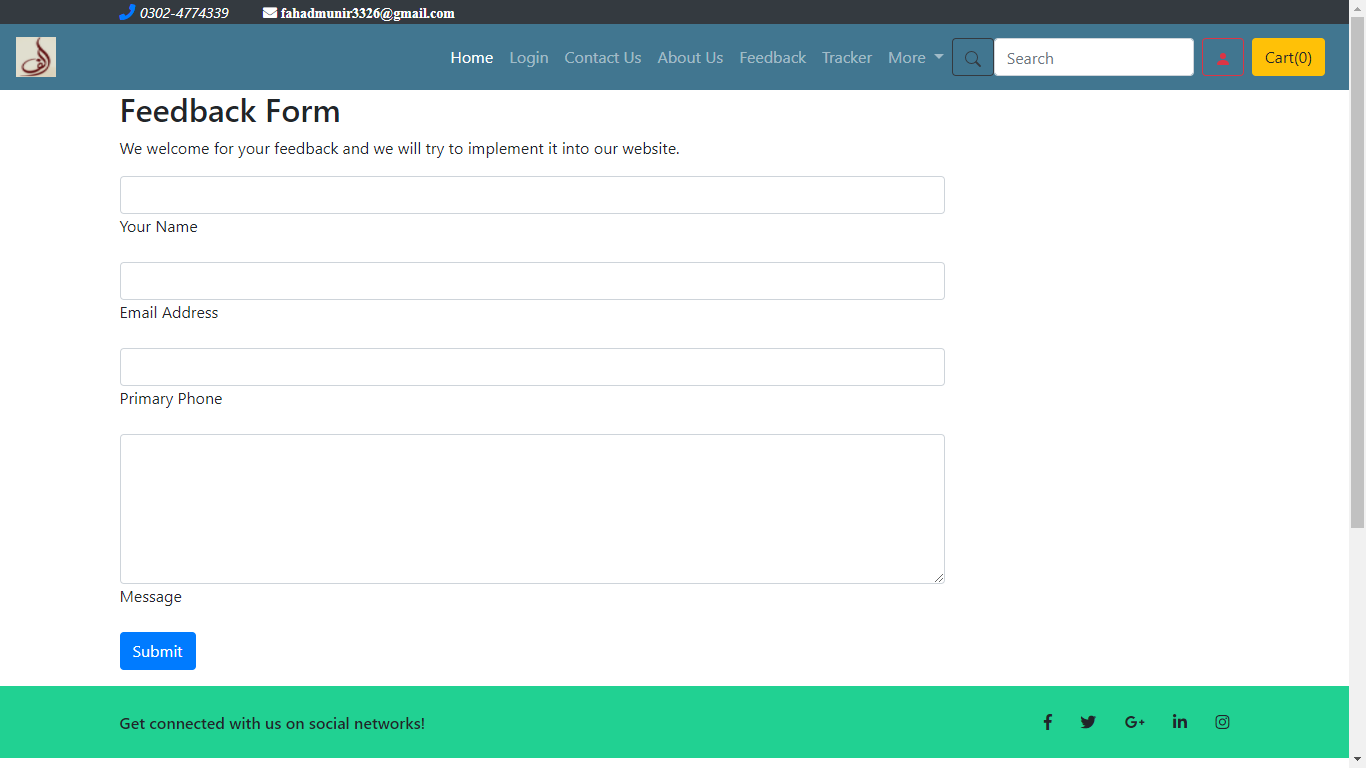 0302-4774339 fahadmunir3326@gmail.com
Home Login Contact Us About Us Feedback Tracker More Search Cart(0)
Feedback Form
We welcome for your feedback and we will try to implement it into our website.
Your Name
Email Address
Primary Phone
Message
Submit
Get connected with us on social networks!